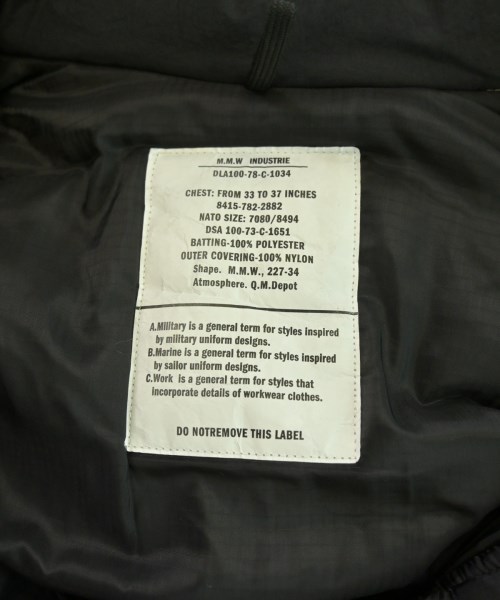 M.M.W INDUSTRIE
DLA100-78-C-1034
CHEST: FROM 33 TO 37 INCHES
8415-782-2882
NATO SIZE: 7080/8494
DSA 100-73-C-1651
BATTING-100% POLYESTER
OUTER COVERING-100% NYLON
Shape. M.M.W., 227-34
Atmosphere. Q.M.Depot
A.Military is a general term for styles inspired
by military uniform designs.
B.Marine is a general term for styles inspired
by sailor uniform designs.
C.Work is a general term for styles that
incorporate details of workwear clothes.
DO NOTREMOVE THIS LABEL